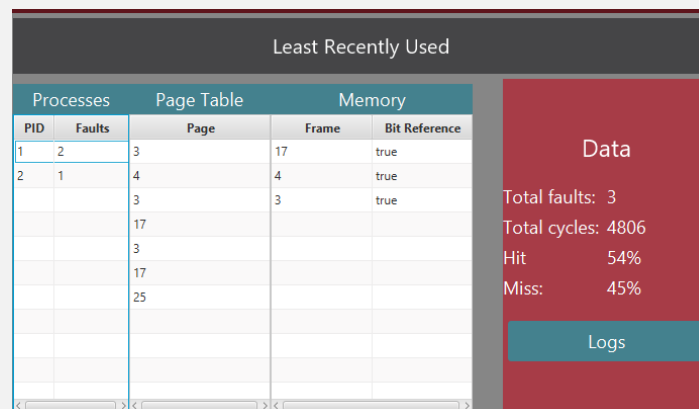 Least Recently Used
Processes Page Table Memory
PID Faults Page Frame Bit Reference
1 2 3 17 true
2 1 4 4 true
3 3 true
17
3
17
25
Data
Total faults: 3
Total cycles: 4806
Hit 54%
Miss: 45%
Logs